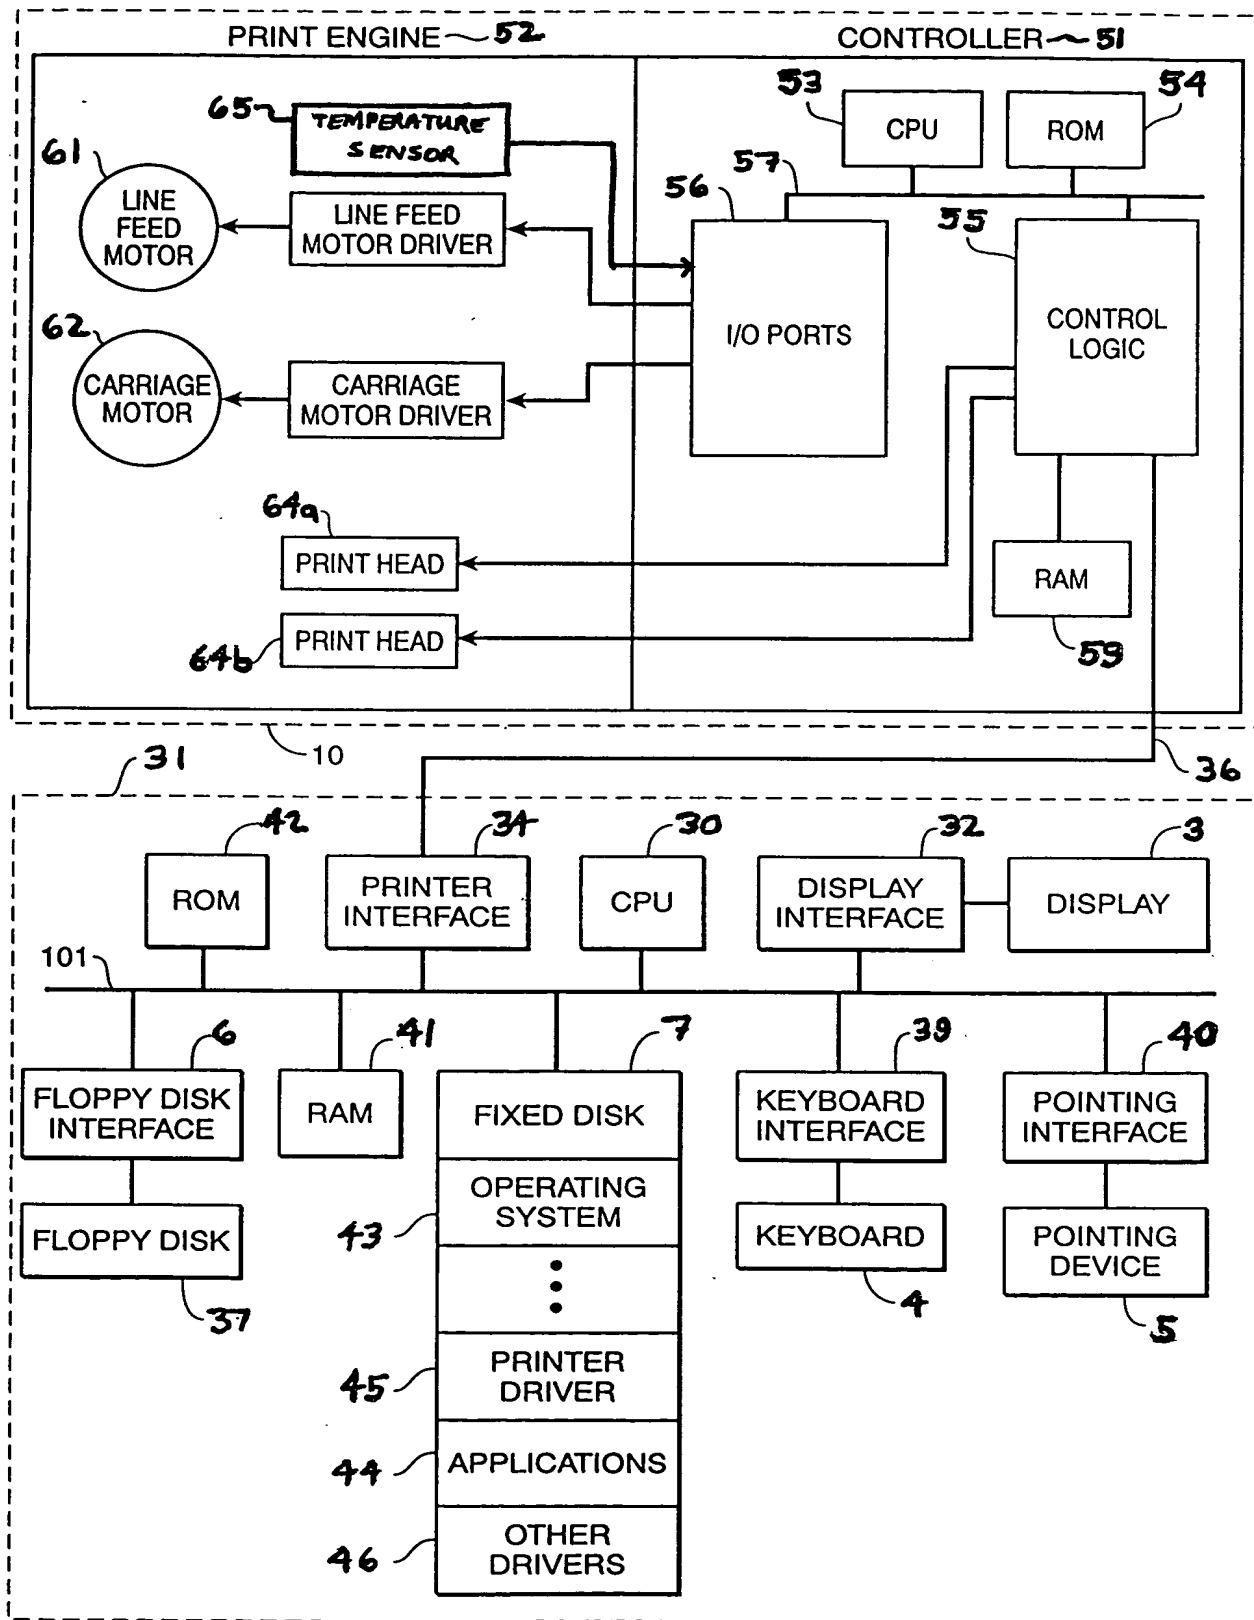 PRINT ENGINE 52
CONTROLLER 51
65
TEMPERATURE
SENSOR
53
CPU
54
ROM
61
LINE
FEED
MOTOR
LINE FEED
MOTOR DRIVER
57
56
I/O PORTS
55
CONTROL
LOGIC
62
CARRIAGE
MOTOR
CARRIAGE
MOTOR DRIVER
64a
PRINT HEAD
64b
PRINT HEAD
RAM
59
10
36
31
42
ROM
34
PRINTER
INTERFACE
30
CPU
32
DISPLAY
INTERFACE
3
DISPLAY
101
6
FLOPPY DISK
INTERFACE
FLOPPY DISK
37
41
RAM
7
FIXED DISK
OPERATING
SYSTEM
43
PRINTER
DRIVER
45
APPLICATIONS
44
OTHER
DRIVERS
46
39
KEYBOARD
INTERFACE
KEYBOARD
4
40
POINTING
INTERFACE
POINTING
DEVICE
5